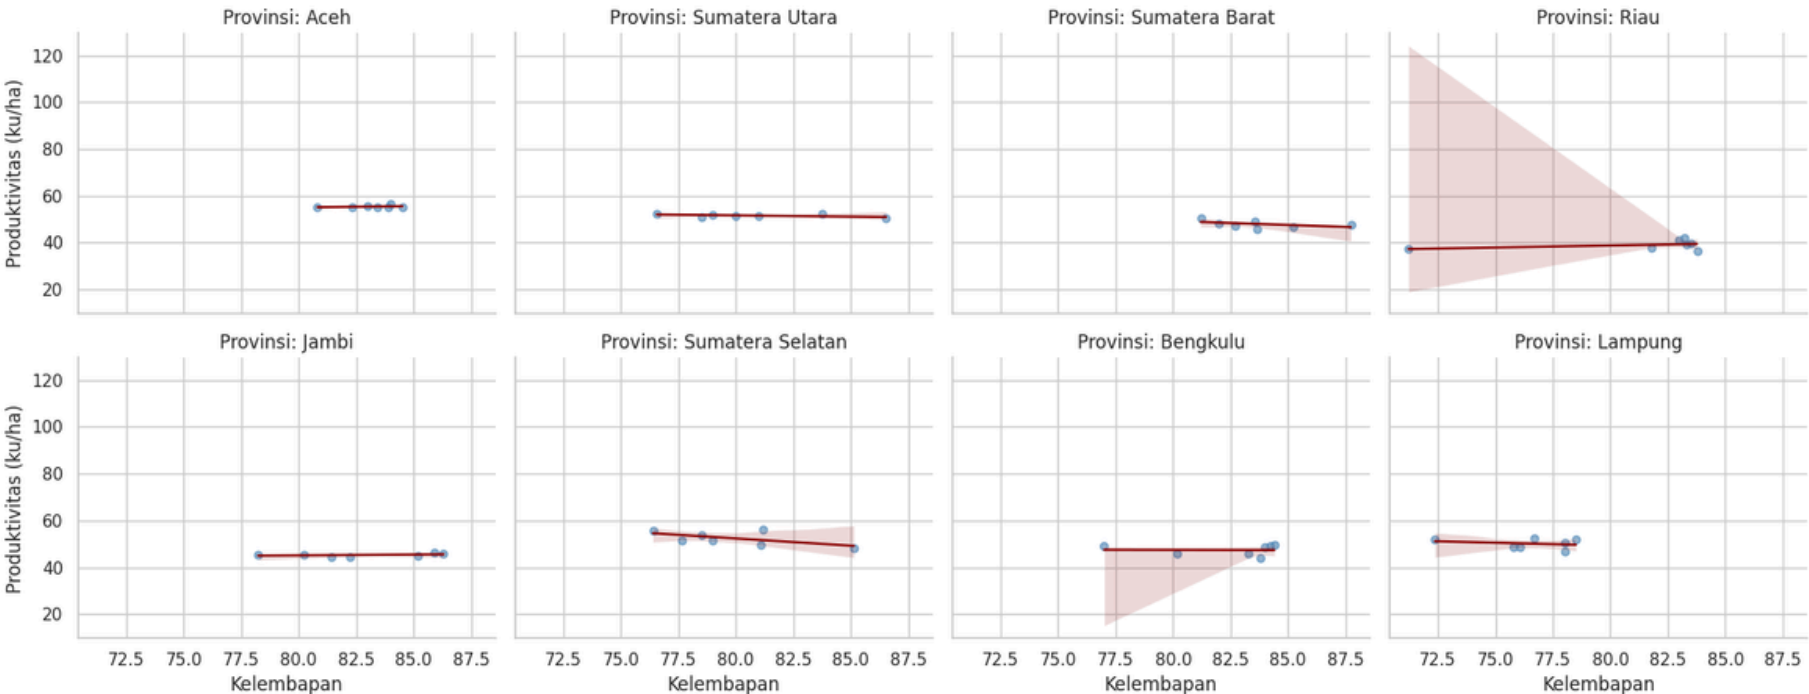 Provinsi: Aceh Provinsi: Sumatera Utara Provinsi: Sumatera Barat Provinsi: Riau
Produktivitas (ku/ha)
120
100
80
60
40
20
Provinsi: Jambi Provinsi: Sumatera Selatan Provinsi: Bengkulu Provinsi: Lampung
Produktivitas (ku/ha)
120
100
80
60
40
20
72.5 75.0 77.5 80.0 82.5 85.0 87.5 72.5 75.0 77.5 80.0 82.5 85.0 87.5 72.5 75.0 77.5 80.0 82.5 85.0 87.5 72.5 75.0 77.5 80.0 82.5 85.0 87.5
Kelembapan Kelembapan Kelembapan Kelembapan